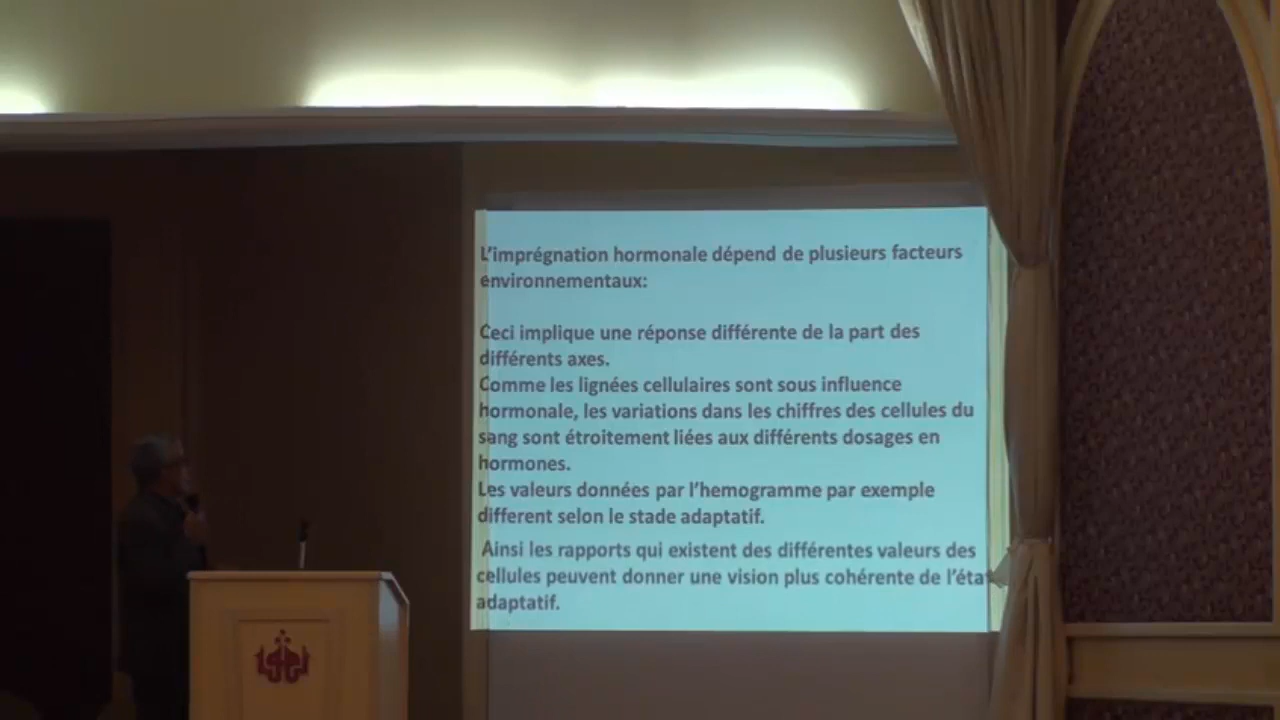 L'imprégnation hormonale dépend de plusieurs facteurs
environnementaux:
Ceci implique une réponse différente de la part des
différents axes.
Comme les lignées cellulaires sont sous influence
hormonale, les variations dans les chiffres des cellules du
sang sont étroitement liées aux différents dosages en
hormones.
Les valeurs données par l'hemogramme par exemple
different selon le stade adaptatif.
Ainsi les rapports qui existent des différentes valeurs des
cellules peuvent donner une vision plus cohérente de l'état
adaptatif.